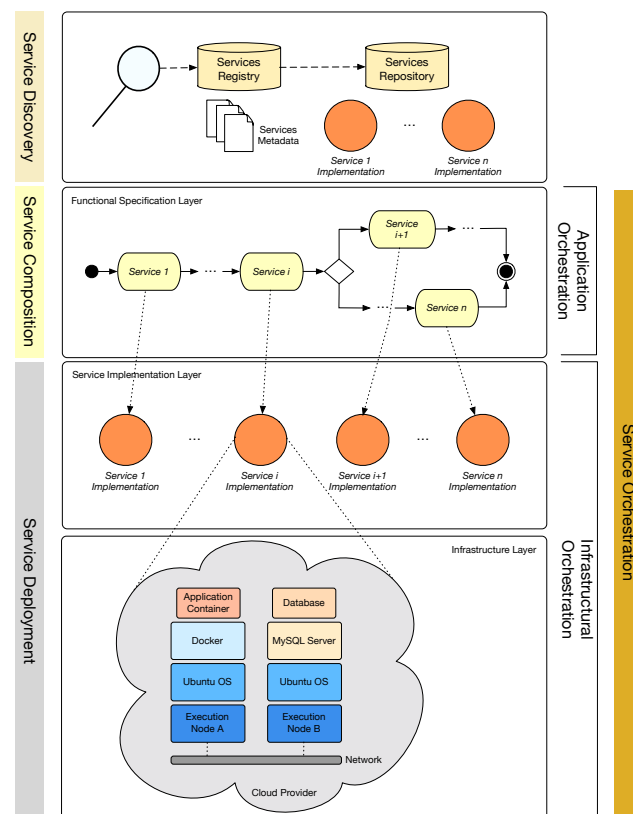 Service Discovery
Services
Registry
Services
Repository
Services
Metadata
...
Service 1
Implementation
Service n
Implementation
Service Composition
Functional Specification Layer
Service 1
...
Service i
Service
i+1
...
...
Service n
Application
Orchestration
Service Deployment
Service Implementation Layer
...
...
Service 1
Implementation
Service i
Implementation
Service i+1
Implementation
Service n
Implementation
Infrastructure Layer
Application
Container
Database
Docker
MySQL Server
Ubuntu OS
Ubuntu OS
Execution
Node A
Execution
Node B
Network
Cloud Provider
Infrastructural
Orchestration
Service Orchestration